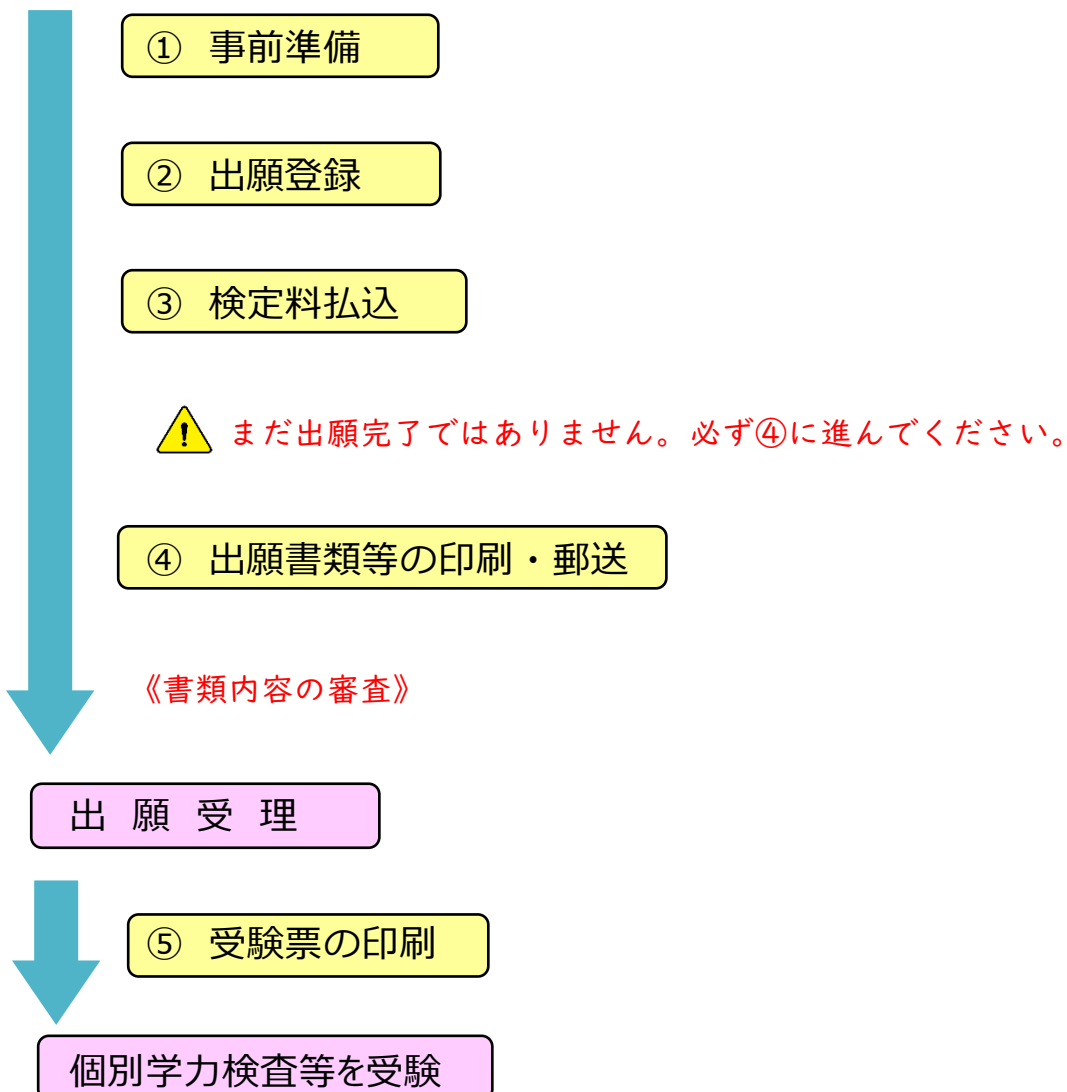 ① 事前準備
② 出願登録
③ 検定料払込
まだ出願完了ではありません。必ず④に進んでください。
④ 出願書類等の印刷・郵送
《書類内容の審査》
出 願 受 理
⑤ 受験票の印刷
個別学力検査等を受験